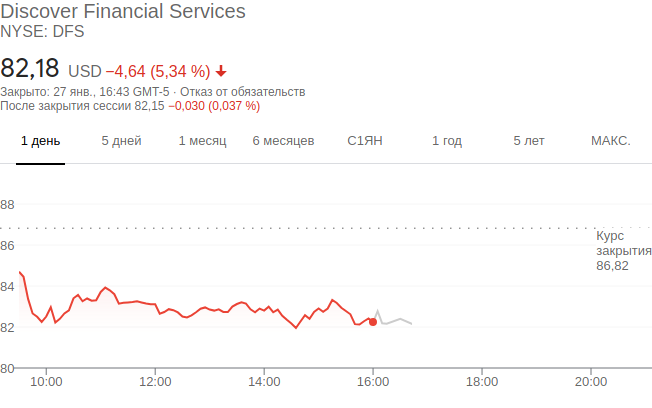 Discover Financial Services
NYSE: DFS
82,18 USD −4,64 (5,34 %)
Закрыто: 27 янв., 16:43 GMT-5 · Отказ от обязательств
После закрытия сессии 82,15 −0,030 (0,037 %)
1 день 5 дней 1 месяц 6 месяцев С1ЯН 1 год 5 лет МАКС.
88
Курс
86
закрытия
86,82
84
82
80
10:00 12:00 14:00 16:00 18:00 20:00